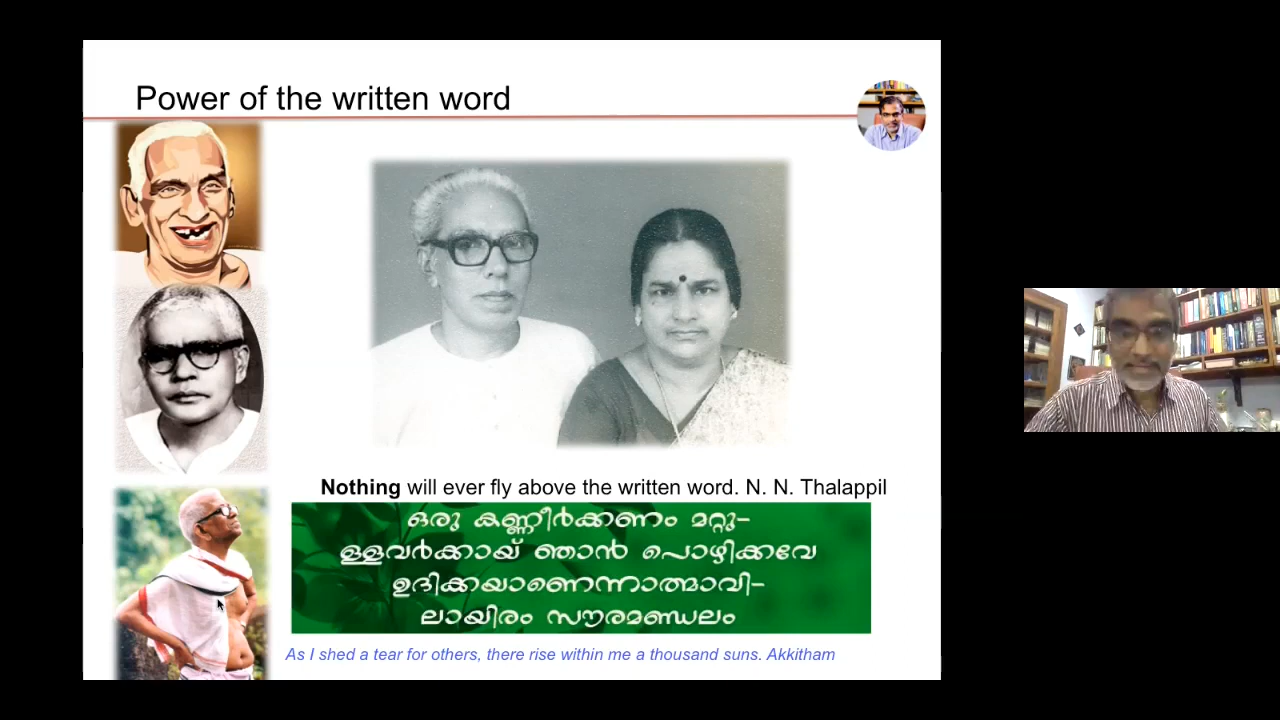 Power of the written word
Nothing will ever fly above the written word. N. N. Thalappil
ഒരു കണ്ണീർക്കണം മറ്റു–
ള്ളവർക്കായ് ഞാൻ പൊഴിക്കവേ
ഉദിക്കയാണെന്നാത്മാവി–
ലായിരം സൗരമണ്ഡലം
As I shed a tear for others, there rise within me a thousand suns. Akkitham